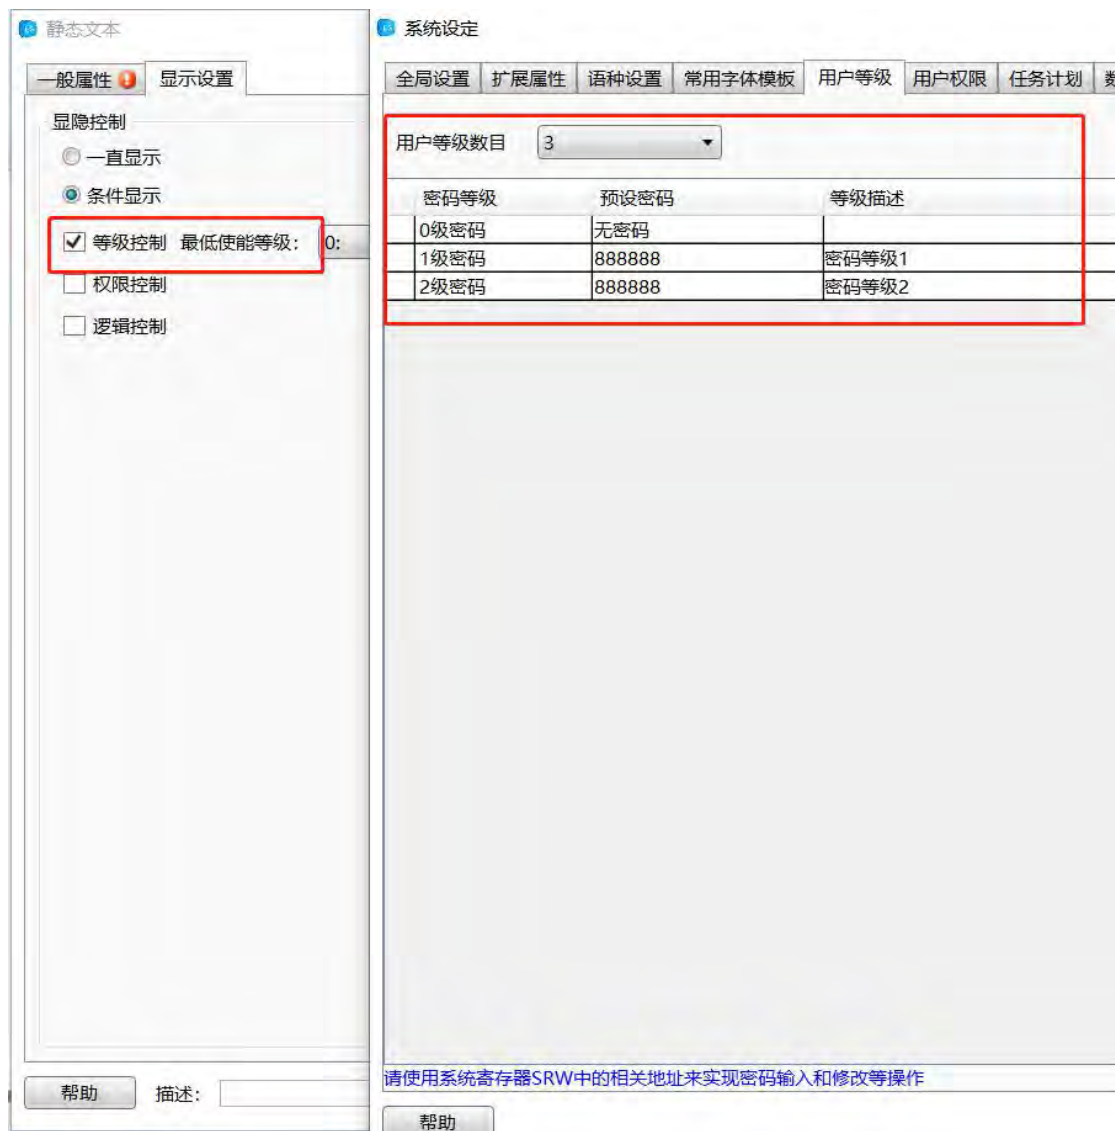 静态文本
一般属性 显示设置
显隐控制
一直显示
条件显示
等级控制 最低使能等级： 0:
权限控制
逻辑控制
帮助 描述：
系统设定
全局设置 扩展属性 语种设置 常用字体模板 用户等级 用户权限 任务计划
用户等级数目 3
密码等级 预设密码 等级描述
0级密码 无密码
1级密码 888888 密码等级1
2级密码 888888 密码等级2
请使用系统寄存器SRW中的相关地址来实现密码输入和修改等操作
帮助